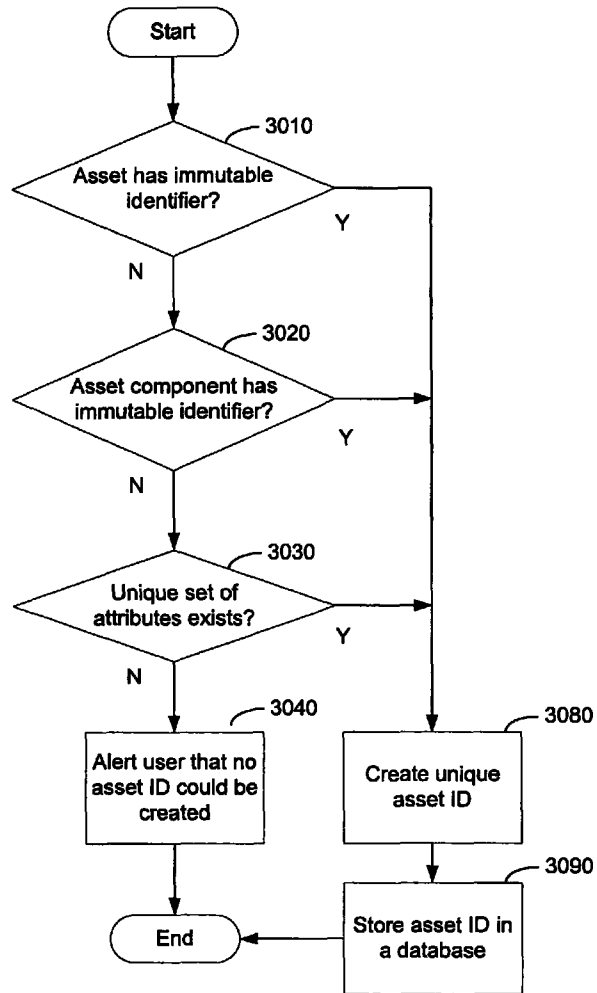 Start
3010
Asset has immutable
identifier?
Y
N
3020
Asset component has
immutable identifier?
Y
N
3030
Unique set of
attributes exists?
Y
N
3040
Alert user that no
asset ID could be
created
3080
Create unique
asset ID
3090
Store asset ID in
a database
End